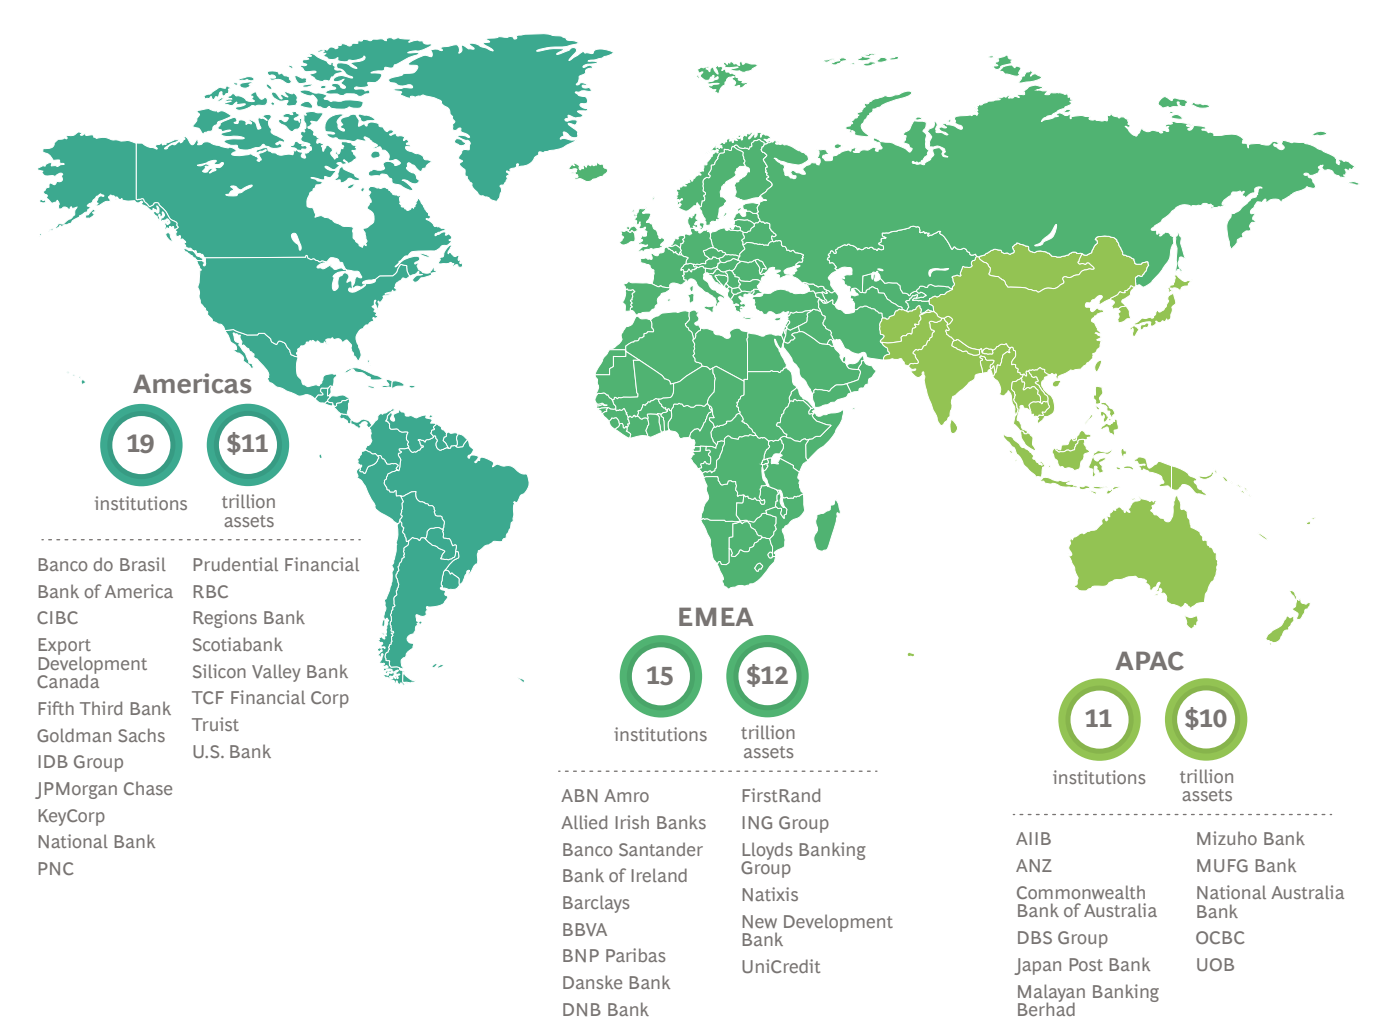 Americas
19
$11
institutions
trillion
assets
Banco do Brasil
Bank of America
CIBC
Export
Development
Canada
Fifth Third Bank
Goldman Sachs
IDB Group
JPMorgan Chase
KeyCorp
National Bank
PNC
Prudential Financial
RBC
Regions Bank
Scotiabank
Silicon Valley Bank
TCF Financial Corp
Truist
U.S. Bank
EMEA
15
$12
institutions
trillion
assets
ABN Amro
Allied Irish Banks
Banco Santander
Bank of Ireland
Barclays
BBVA
BNP Paribas
Danske Bank
DNB Bank
FirstRand
ING Group
Lloyds Banking
Group
Natixis
New Development
Bank
UniCredit
APAC
11
$10
institutions
trillion
assets
AIIB
ANZ
Commonwealth
Bank of Australia
DBS Group
Japan Post Bank
Malayan Banking
Berhad
Mizuho Bank
MUFG Bank
National Australia
Bank
OCBC
UOB